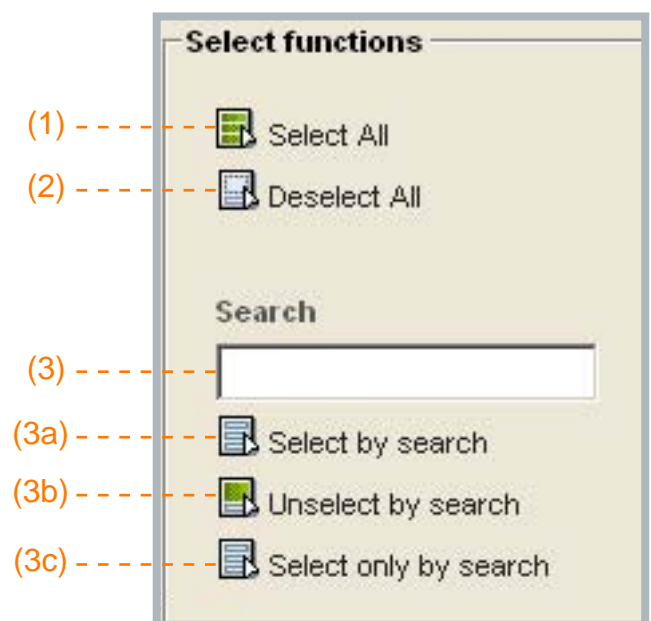 Select functions
(1) Select All
(2) Deselect All
Search
(3)
(3a) Select by search
(3b) Unselect by search
(3c) Select only by search